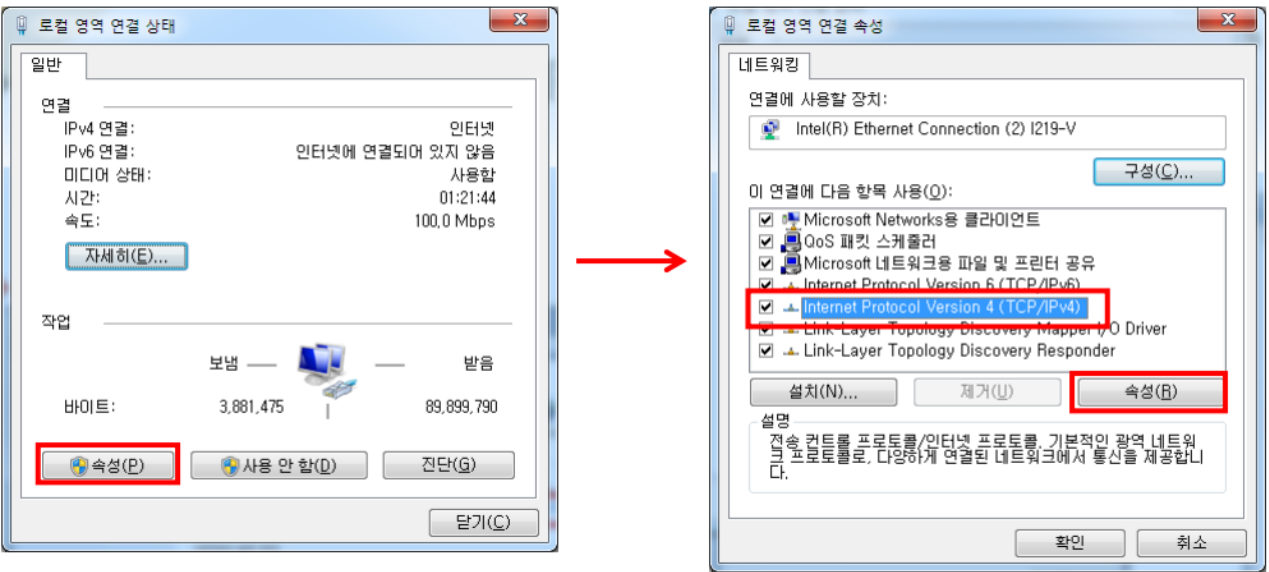 로컬 영역 연결 상태
일반
연결
IPv4 연결: 인터넷
IPv6 연결: 인터넷에 연결되어 있지 않음
미디어 상태: 사용함
시간: 01:21:44
속도: 100.0 Mbps
자세히(E)...
작업
보냄 받음
바이트: 3,881,475 89,899,790
속성(P) 사용 안 함(D) 진단(G)
닫기(C)
로컬 영역 연결 속성
네트워킹
연결에 사용할 장치:
Intel(R) Ethernet Connection (2) I219-V
구성(C)...
이 연결에 다음 항목 사용(O):
Microsoft Networks용 클라이언트
QoS 패킷 스케줄러
Microsoft 네트워크용 파일 및 프린터 공유
Internet Protocol Version 6 (TCP/IPv6)
Internet Protocol Version 4 (TCP/IPv4)
Link-Layer Topology Discovery Mapper I/O Driver
Link-Layer Topology Discovery Responder
설치(N)... 제거(U) 속성(R)
설명
전송 컨트롤 프로토콜/인터넷 프로토콜. 기본적인 광역 네트워
크 프로토콜로, 다양하게 연결된 네트워크에서 통신을 제공합니
다.
확인 취소